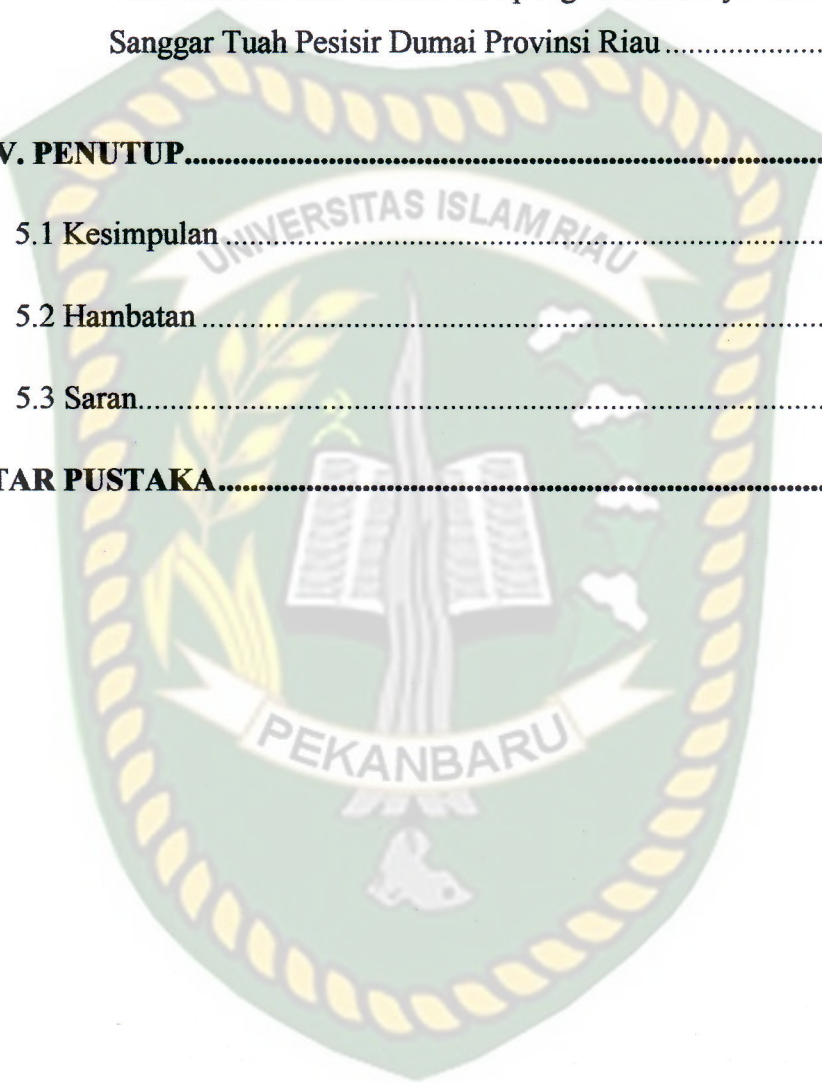 Sanggar Tuah Pesisir Dumai Provinsi Riau ....................
V. PENUTUP....................
5.1 Kesimpulan ....................
5.2 Hambatan ....................
5.3 Saran....................
TAR PUSTAKA....................
UNIVERSITAS ISLAM RIAU
PEKANBARU